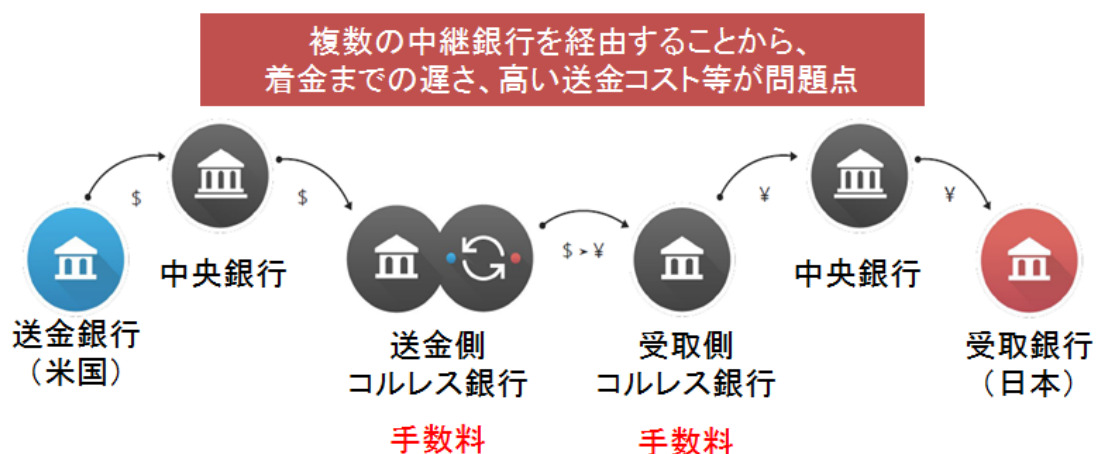 複数の中継銀行を経由することから、
着金までの遅さ、高い送金コスト等が問題点
$
$
$ ➤ ¥
¥
¥
送金銀行
（米国）
中央銀行
送金側
コルレス銀行
手数料
受取側
コルレス銀行
手数料
中央銀行
受取銀行
（日本）